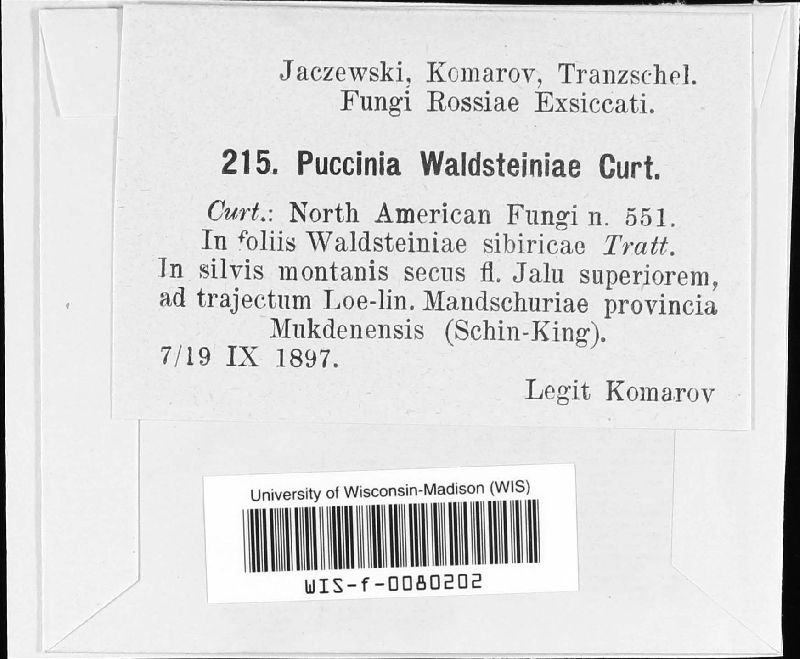 Jaczewski, Komarov, Tranzschel.
Fungi Rossiae Exsiccati.
215. Puccinia Waldsteiniae Curt.
Curt.: North American Fungi n. 551.
In foliis Waldsteiniae sibiricae Tratt.
In silvis montanis secus fl. Jalu superiorem,
ad trajectum Loe-lin. Mandschuriae provincia
Mukdenensis (Schin-King).
7/19 IX 1897.
Legit Komarov
University of Wisconsin-Madison (WIS)
WIS-f-0080202